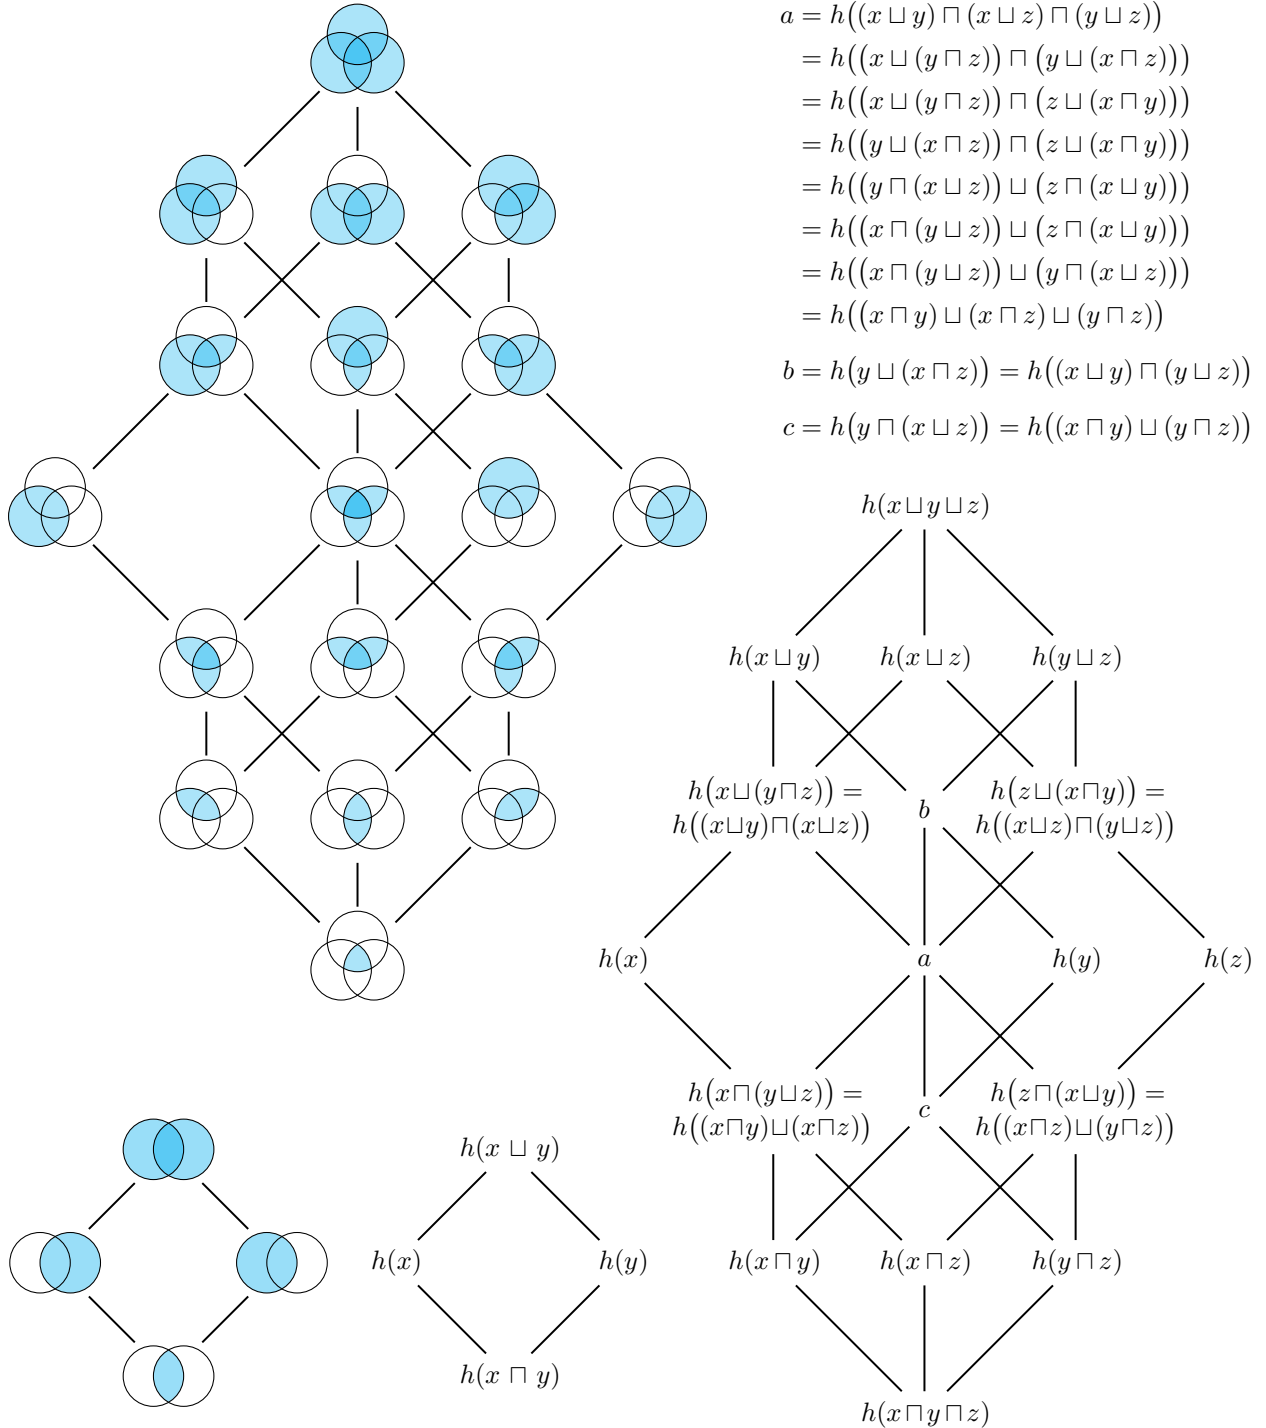 a = h((x ⊔ y) ⊓ (x ⊔ z) ⊓ (y ⊔ z))
= h((x ⊔ (y ⊓ z)) ⊓ (y ⊔ (x ⊓ z)))
= h((x ⊔ (y ⊓ z)) ⊓ (z ⊔ (x ⊓ y)))
= h((y ⊔ (x ⊓ z)) ⊓ (z ⊔ (x ⊓ y)))
= h((y ⊓ (x ⊔ z)) ⊔ (z ⊓ (x ⊔ y)))
= h((x ⊓ (y ⊔ z)) ⊔ (z ⊓ (x ⊔ y)))
= h((x ⊓ (y ⊔ z)) ⊔ (y ⊓ (x ⊔ z)))
= h((x ⊓ y) ⊔ (x ⊓ z) ⊔ (y ⊓ z))
b = h(y ⊔ (x ⊓ z)) = h((x ⊔ y) ⊓ (y ⊔ z))
c = h(y ⊓ (x ⊔ z)) = h((x ⊓ y) ⊔ (y ⊓ z))
h(x ⊔ y ⊔ z)
h(x ⊔ y) h(x ⊔ z) h(y ⊔ z)
h(x⊔(y⊓z)) =
h((x⊔y)⊓(x⊔z))
b
h(z⊔(x⊓y)) =
h((x⊔z)⊓(y⊔z))
h(x) a h(y) h(z)
h(x⊓(y⊔z)) =
h((x⊓y)⊔(x⊓z))
c
h(z⊓(x⊔y)) =
h((x⊓z)⊔(y⊓z))
h(x ⊓ y) h(x ⊓ z) h(y ⊓ z)
h(x ⊓ y ⊓ z)
h(x ⊔ y)
h(x) h(y)
h(x ⊓ y)